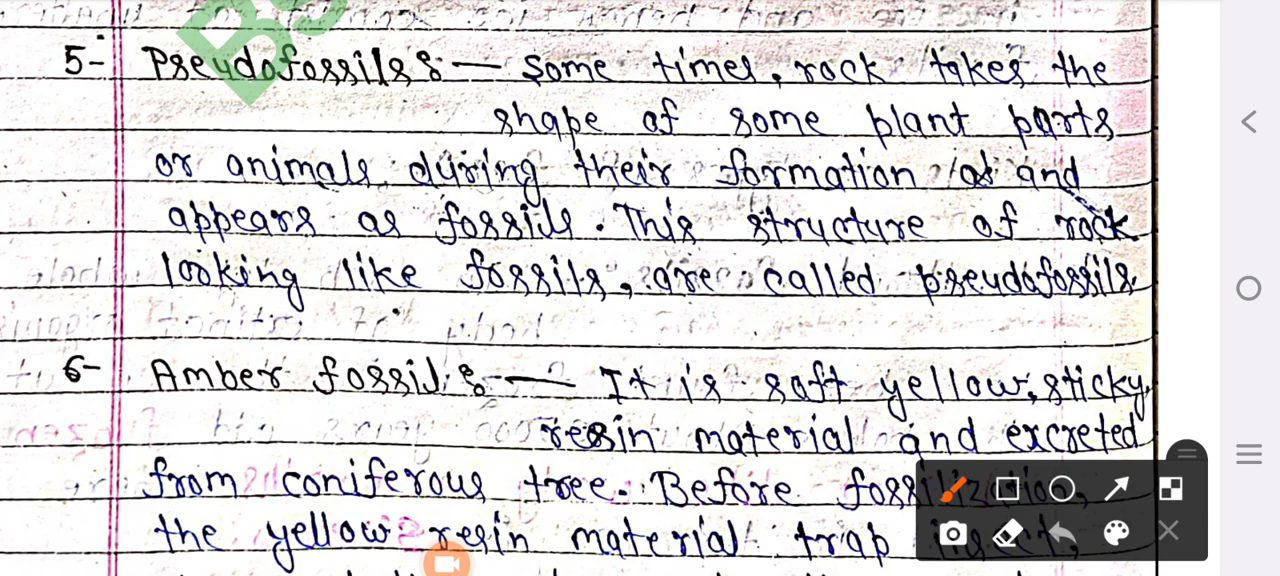 5- Pseudofossils :— Some times, rock takes the
shape of some plant parts
or animals during their formation and
appears as fossils. This structure of rock
looking like fossils, are called pseudofossils
6- Amber fossil :— It is soft yellow, sticky
resin material and excreted
from coniferous tree. Before fossilization,
the yellow resin material trap insect,